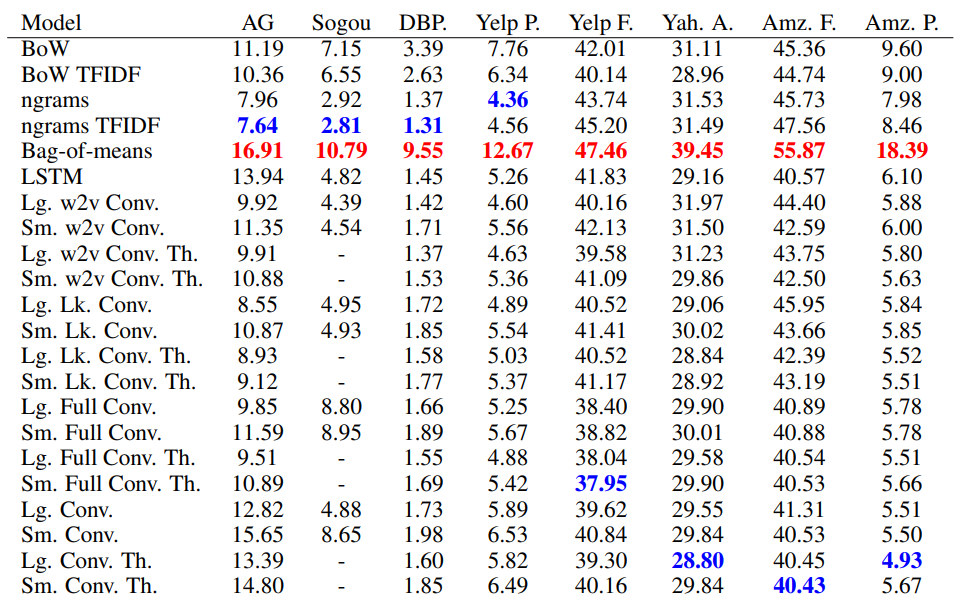 Model AG Sogou DBP. Yelp P. Yelp F. Yah. A. Amz. F. Amz. P.
BoW 11.19 7.15 3.39 7.76 42.01 31.11 45.36 9.60
BoW TFIDF 10.36 6.55 2.63 6.34 40.14 28.96 44.74 9.00
ngrams 7.96 2.92 1.37 4.36 43.74 31.53 45.73 7.98
ngrams TFIDF 7.64 2.81 1.31 4.56 45.20 31.49 47.56 8.46
Bag-of-means 16.91 10.79 9.55 12.67 47.46 39.45 55.87 18.39
LSTM 13.94 4.82 1.45 5.26 41.83 29.16 40.57 6.10
Lg. w2v Conv. 9.92 4.39 1.42 4.60 40.16 31.97 44.40 5.88
Sm. w2v Conv. 11.35 4.54 1.71 5.56 42.13 31.50 42.59 6.00
Lg. w2v Conv. Th. 9.91 - 1.37 4.63 39.58 31.23 43.75 5.80
Sm. w2v Conv. Th. 10.88 - 1.53 5.36 41.09 29.86 42.50 5.63
Lg. Lk. Conv. 8.55 4.95 1.72 4.89 40.52 29.06 45.95 5.84
Sm. Lk. Conv. 10.87 4.93 1.85 5.54 41.41 30.02 43.66 5.85
Lg. Lk. Conv. Th. 8.93 - 1.58 5.03 40.52 28.84 42.39 5.52
Sm. Lk. Conv. Th. 9.12 - 1.77 5.37 41.17 28.92 43.19 5.51
Lg. Full Conv. 9.85 8.80 1.66 5.25 38.40 29.90 40.89 5.78
Sm. Full Conv. 11.59 8.95 1.89 5.67 38.82 30.01 40.88 5.78
Lg. Full Conv. Th. 9.51 - 1.55 4.88 38.04 29.58 40.54 5.51
Sm. Full Conv. Th. 10.89 - 1.69 5.42 37.95 29.90 40.53 5.66
Lg. Conv. 12.82 4.88 1.73 5.89 39.62 29.55 41.31 5.51
Sm. Conv. 15.65 8.65 1.98 6.53 40.84 29.84 40.53 5.50
Lg. Conv. Th. 13.39 - 1.60 5.82 39.30 28.80 40.45 4.93
Sm. Conv. Th. 14.80 - 1.85 6.49 40.16 29.84 40.43 5.67